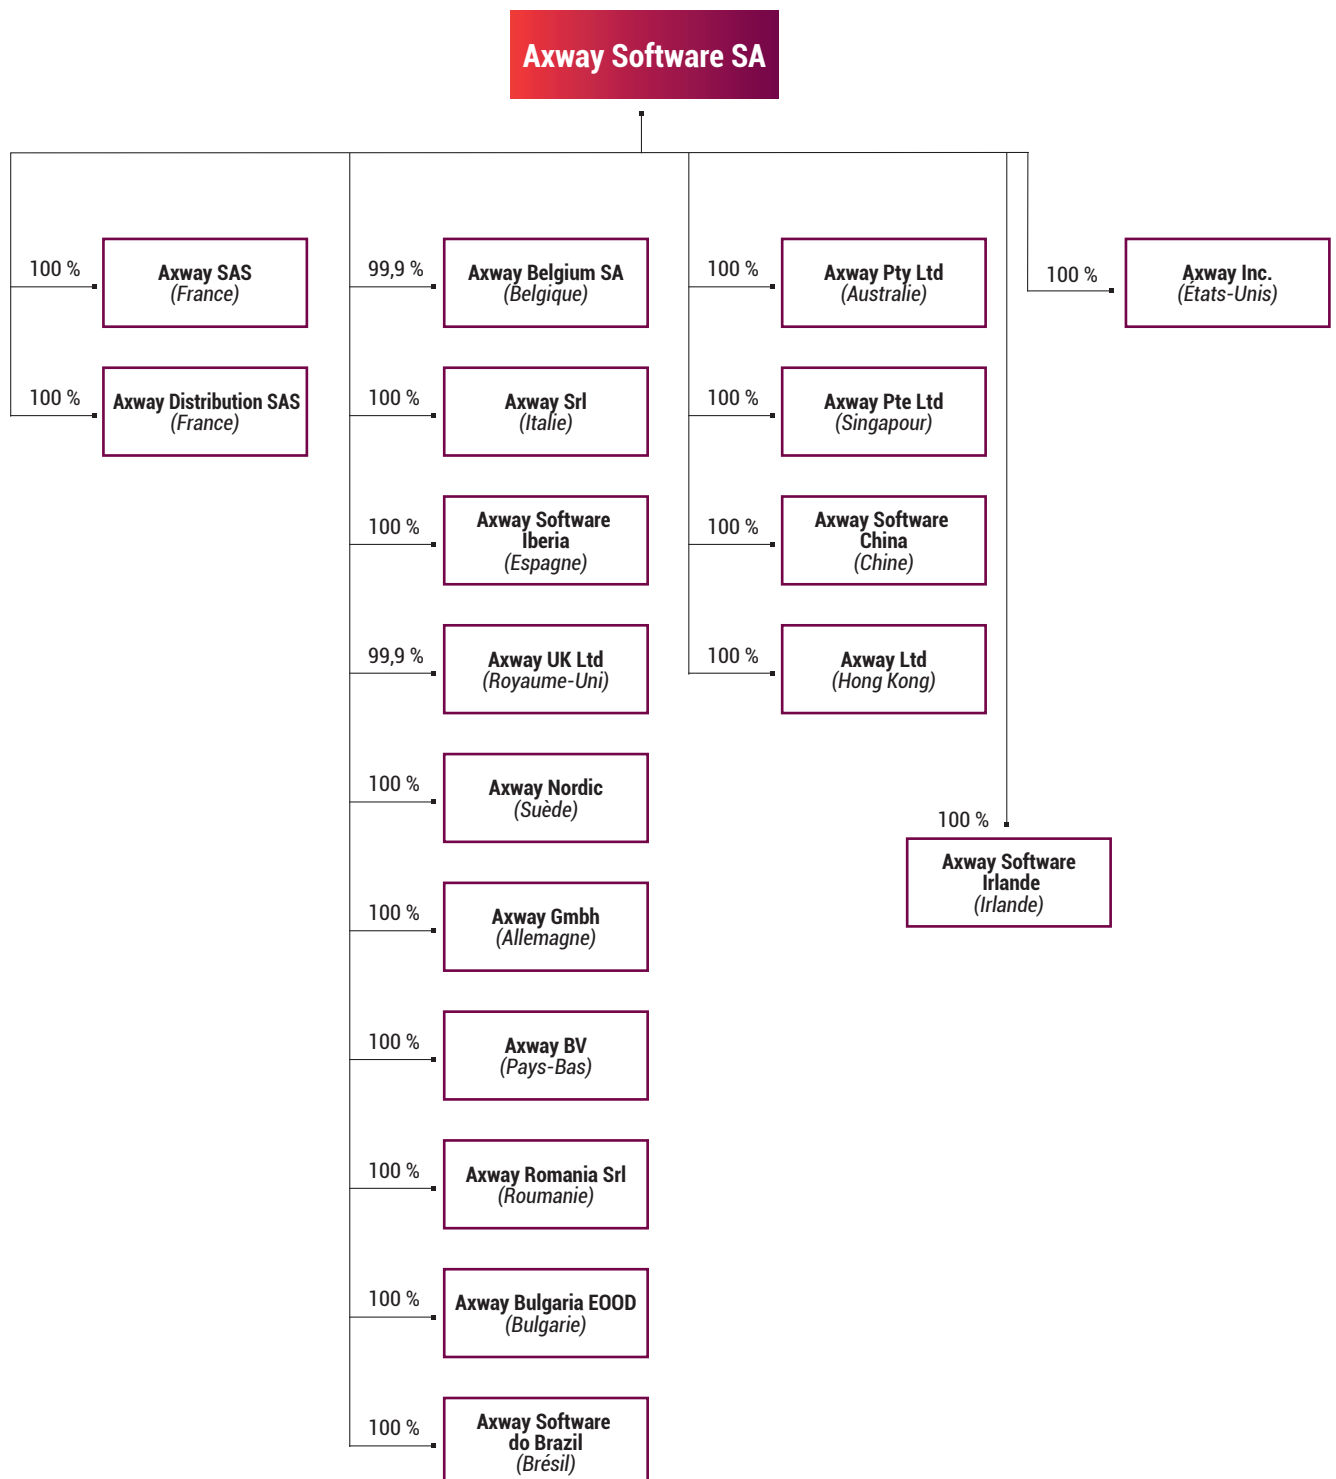 Axway Software SA
100 %
Axway SAS
(France)
100 %
Axway Distribution SAS
(France)
99,9 %
Axway Belgium SA
(Belgique)
100 %
Axway Srl
(Italie)
100 %
Axway Software
Iberia
(Espagne)
99,9 %
Axway UK Ltd
(Royaume-Uni)
100 %
Axway Nordic
(Suède)
100 %
Axway Gmbh
(Allemagne)
100 %
Axway BV
(Pays-Bas)
100 %
Axway Romania Srl
(Roumanie)
100 %
Axway Bulgaria EOOD
(Bulgarie)
100 %
Axway Software
do Brazil
(Brésil)
100 %
Axway Pty Ltd
(Australie)
100 %
Axway Pte Ltd
(Singapour)
100 %
Axway Software
China
(Chine)
100 %
Axway Ltd
(Hong Kong)
100 %
Axway Software
Irlande
(Irlande)
100 %
Axway Inc.
(États-Unis)